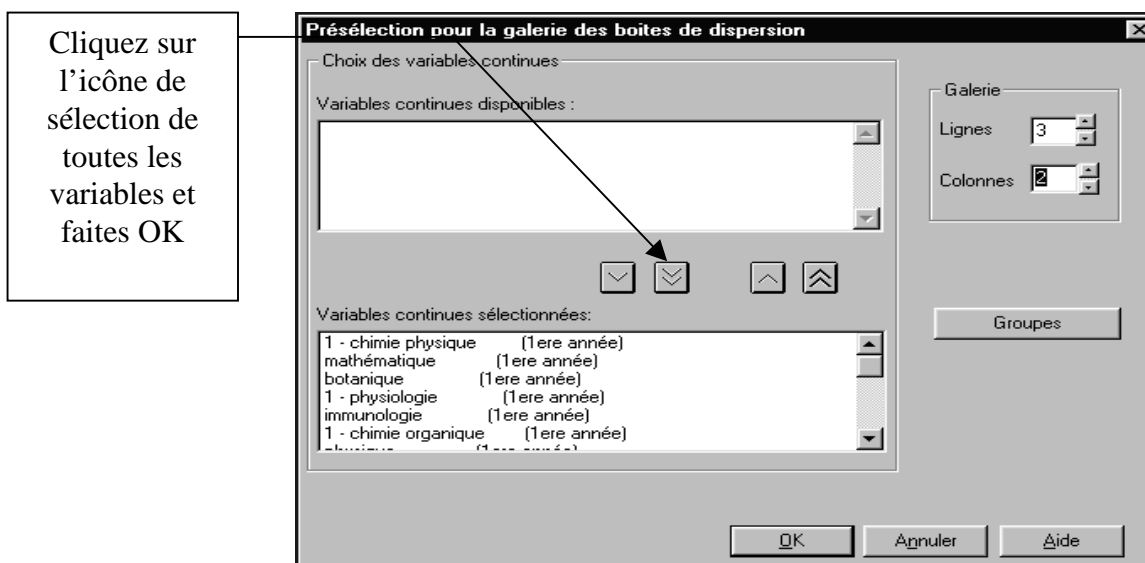 Cliquez sur
l’icône de
sélection de
toutes les
variables et
faites OK
Présélection pour la galerie des boites de dispersion
Choix des variables continues
Variables continues disponibles :
Variables continues sélectionnées:
1 - chimie physique (1ere année)
mathématique (1ere année)
botanique (1ere année)
1 - physiologie (1ere année)
immunologie (1ere année)
1 - chimie organique (1ere année)
Galerie
Lignes 3
Colonnes 2
Groupes
OK Annuler Aide